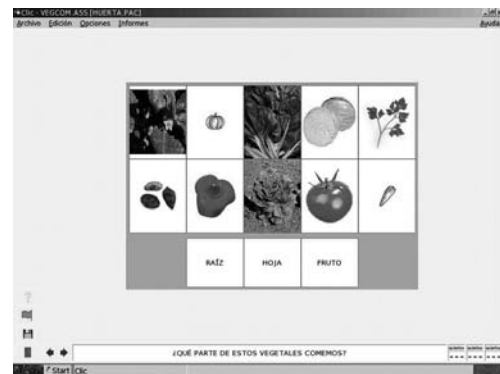 Clic - VEGCOM.ASS [HUERTA.PAC]
Archivo Edición Opciones Informes Ayuda
RAÍZ HOJA FRUTO
?
¿QUÉ PARTE DE ESTOS VEGETALES COMEMOS?
Start Clic